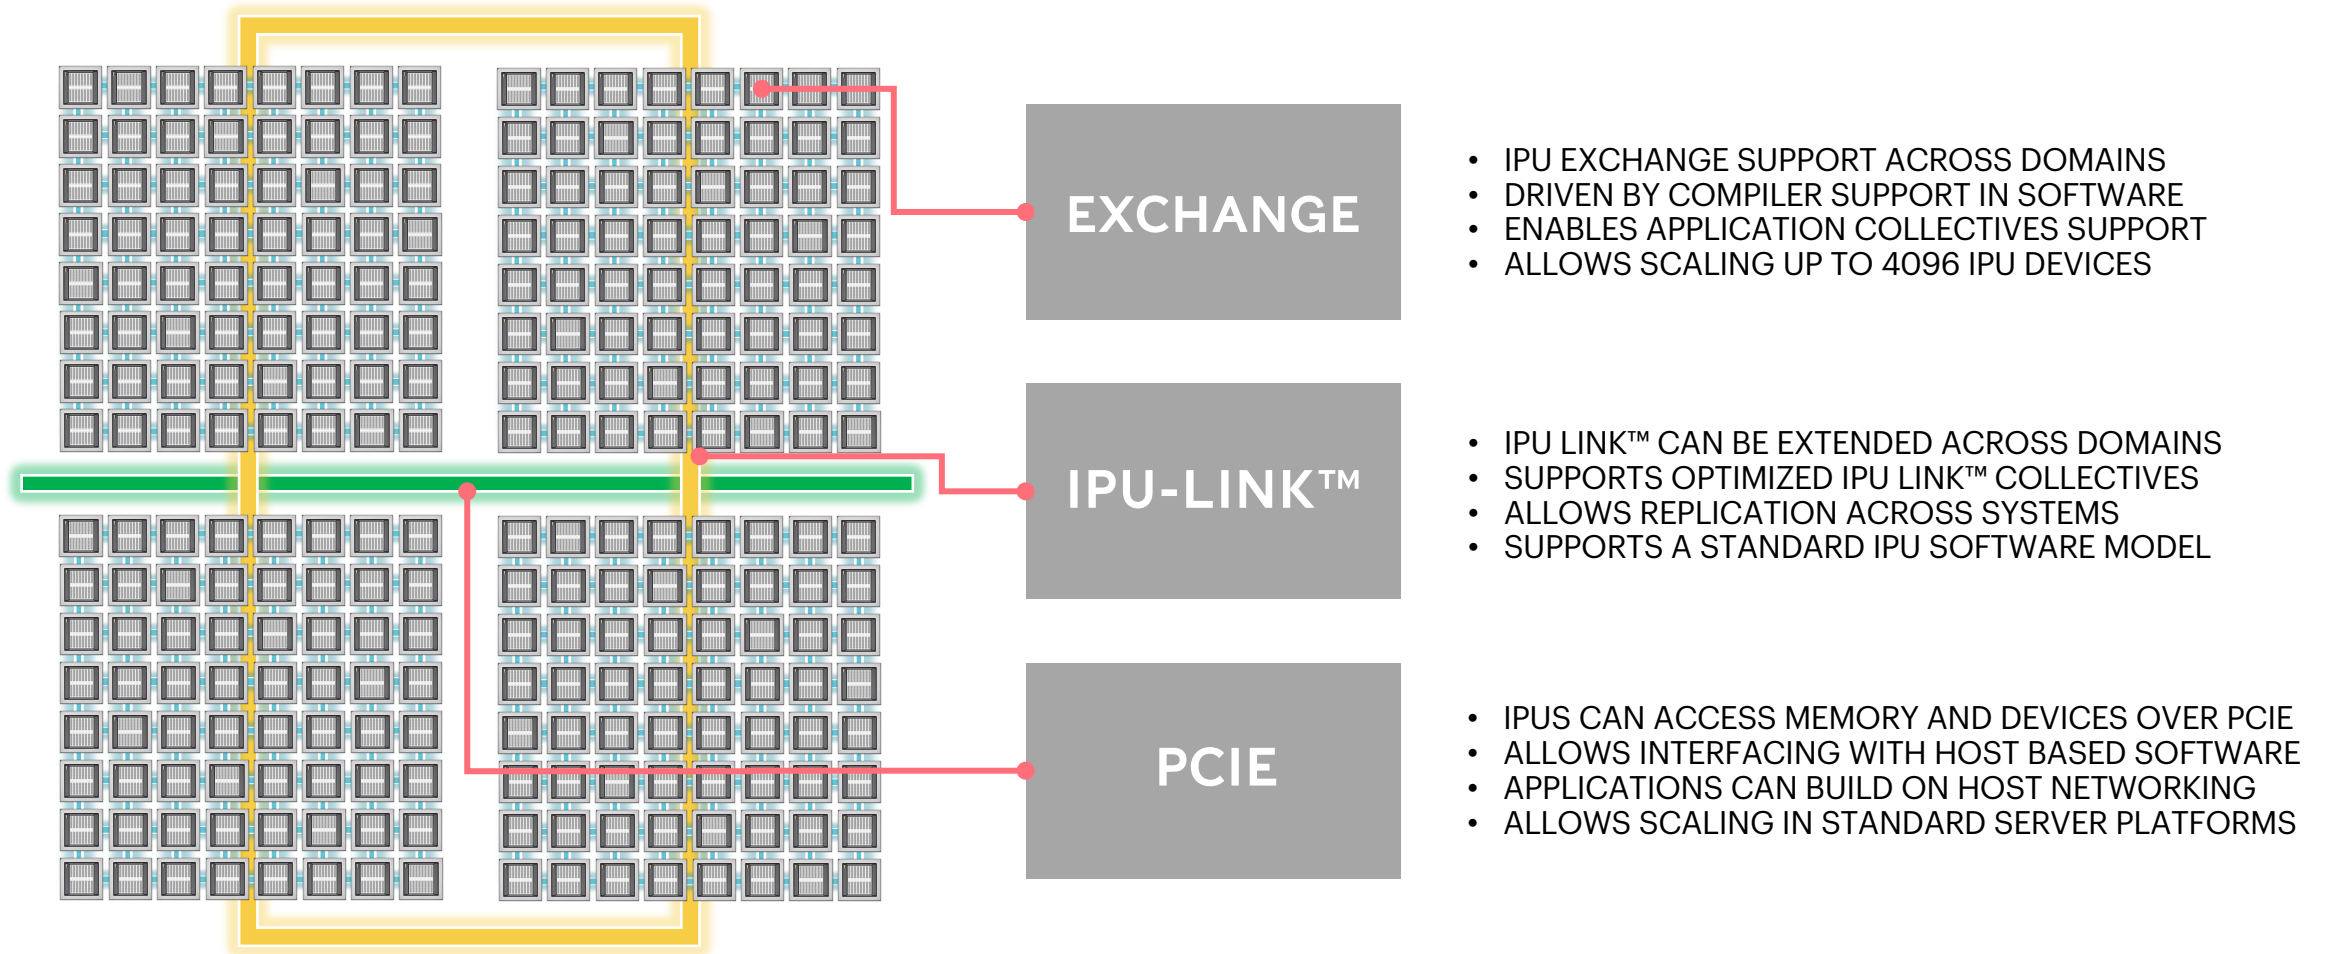 EXCHANGE
• IPU EXCHANGE SUPPORT ACROSS DOMAINS
• DRIVEN BY COMPILER SUPPORT IN SOFTWARE
• ENABLES APPLICATION COLLECTIVES SUPPORT
• ALLOWS SCALING UP TO 4096 IPU DEVICES
IPU-LINK™
• IPU LINK™ CAN BE EXTENDED ACROSS DOMAINS
• SUPPORTS OPTIMIZED IPU LINK™ COLLECTIVES
• ALLOWS REPLICATION ACROSS SYSTEMS
• SUPPORTS A STANDARD IPU SOFTWARE MODEL
PCIE
• IPUS CAN ACCESS MEMORY AND DEVICES OVER PCIE
• ALLOWS INTERFACING WITH HOST BASED SOFTWARE
• APPLICATIONS CAN BUILD ON HOST NETWORKING
• ALLOWS SCALING IN STANDARD SERVER PLATFORMS